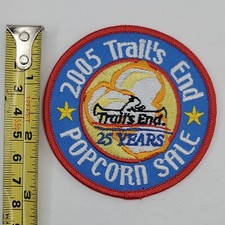 2005 Trail's End
Trail's End.
25 YEARS
POPCORN SALE